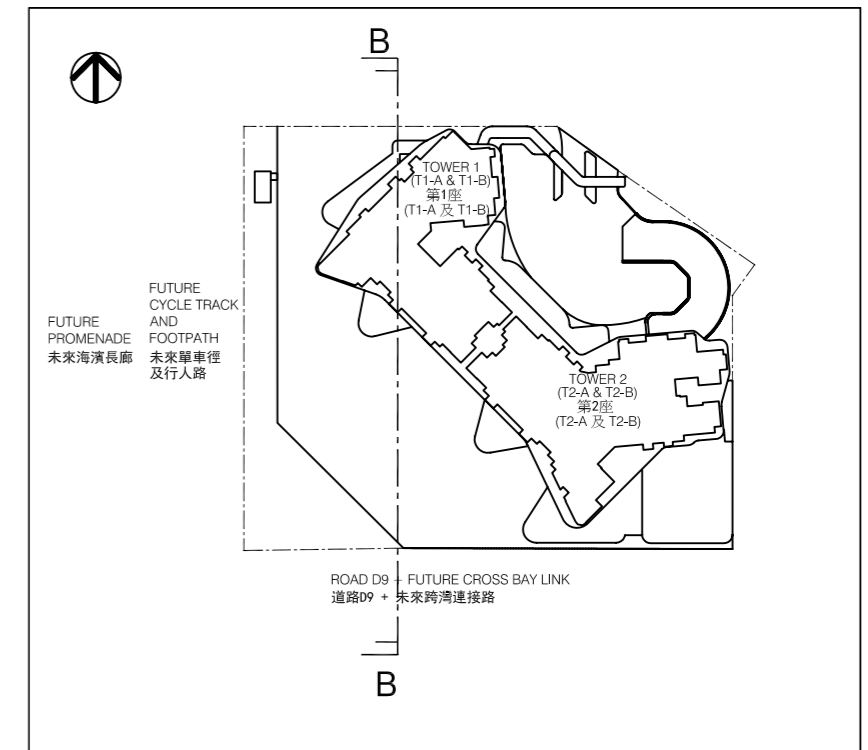 B
TOWER 1
(T1-A & T1-B)
第1座
(T1-A 及 T1-B)
FUTURE
PROMENADE
未來海濱長廊
FUTURE
CYCLE TRACK
AND
FOOTPATH
未來單車徑
及行人路
TOWER 2
(T2-A & T2-B)
第2座
(T2-A 及 T2-B)
ROAD D9 + FUTURE CROSS BAY LINK
道路D9 + 未來跨灣連接路
B